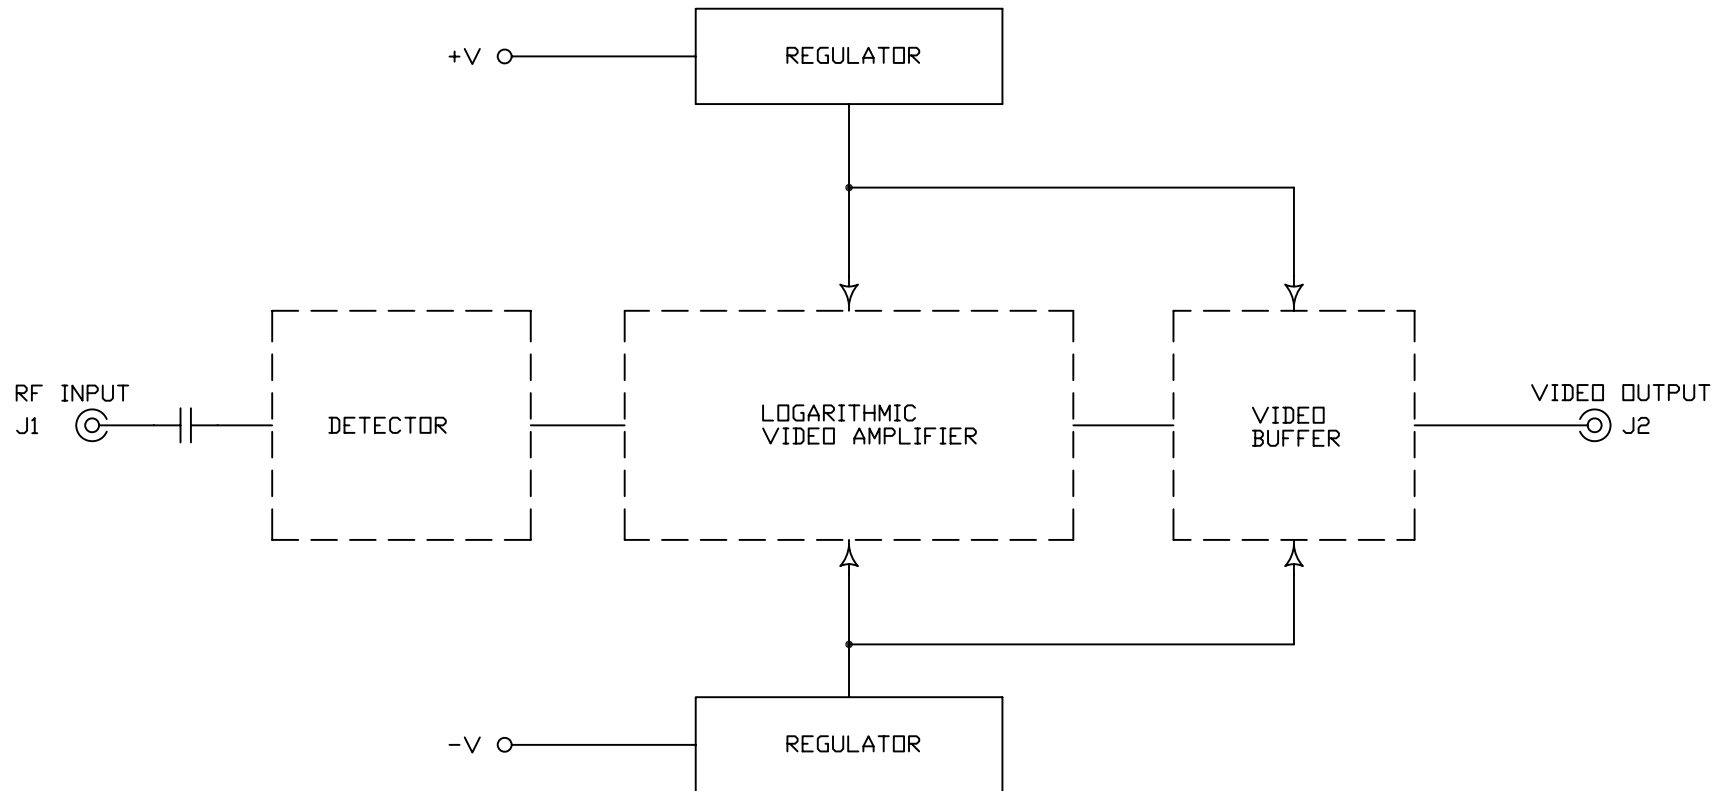 +V
REGULATOR
RF INPUT
J1
DETECTOR
LOGARITHMIC
VIDEO AMPLIFIER
VIDEO
BUFFER
VIDEO OUTPUT
J2
-V
REGULATOR